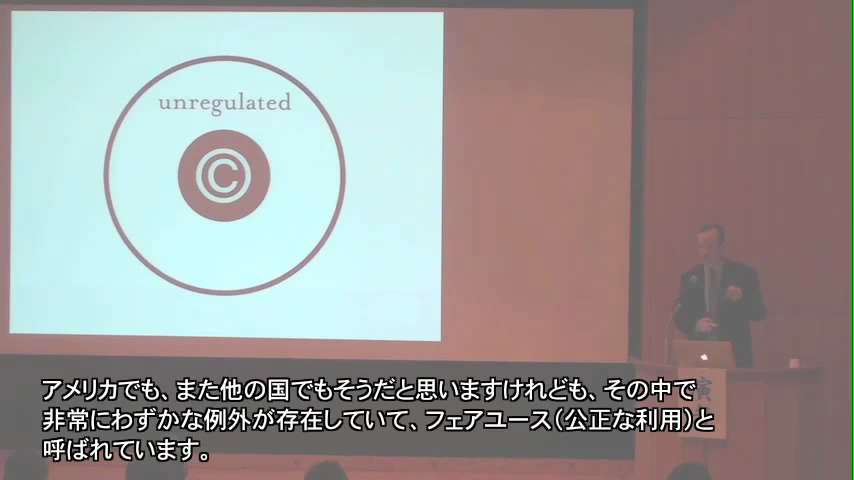 unregulated
©
演
アメリカでも、また他の国でもそうだと思いますけれども、その中で
非常にわずかな例外が存在していて、フェアユース（公正な利用）と
呼ばれています。